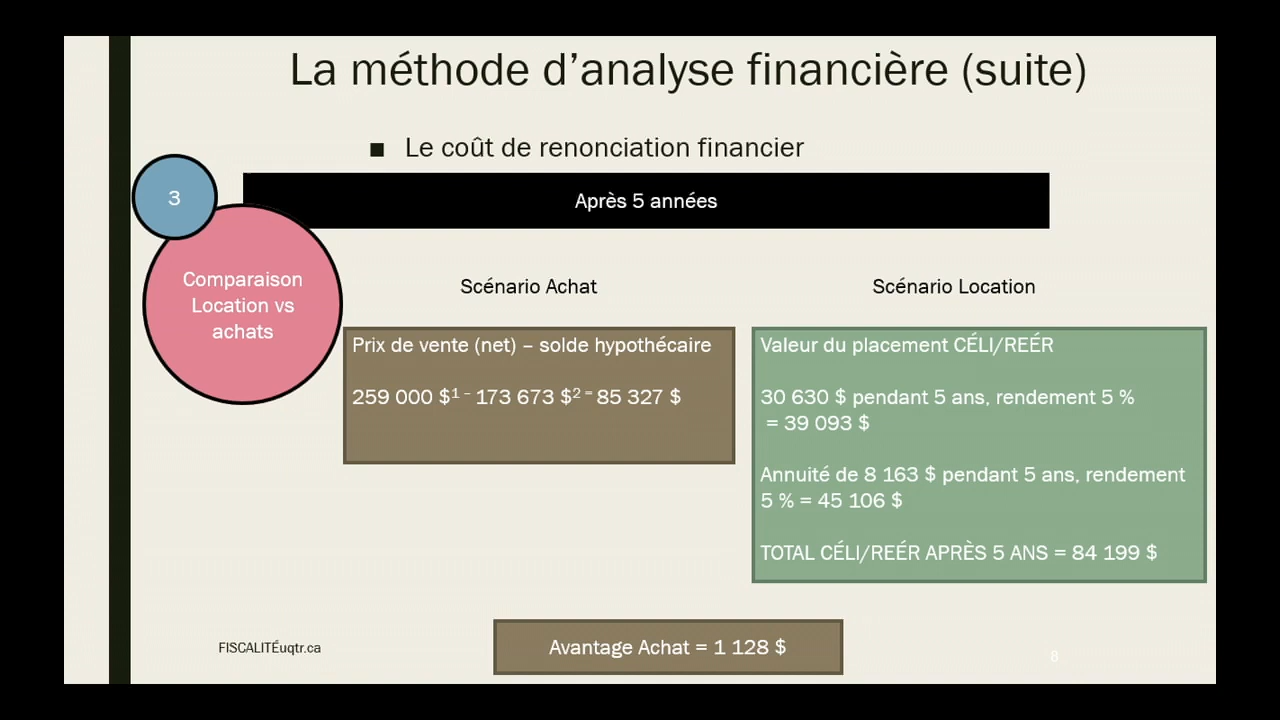 La méthode d'analyse financière (suite)
■ Le coût de renonciation financier
Après 5 années
3
Comparaison
Location vs
achats
Scénario Achat
Prix de vente (net) – solde hypothécaire
259 000 $1 – 173 673 $2 = 85 327 $
Scénario Location
Valeur du placement CÉLI/REÉR
30 630 $ pendant 5 ans, rendement 5 %
= 39 093 $
Annuité de 8 163 $ pendant 5 ans, rendement
5 % = 45 106 $
TOTAL CÉLI/REÉR APRÈS 5 ANS = 84 199 $
Avantage Achat = 1 128 $
FISCALITÉuqtr.ca
8